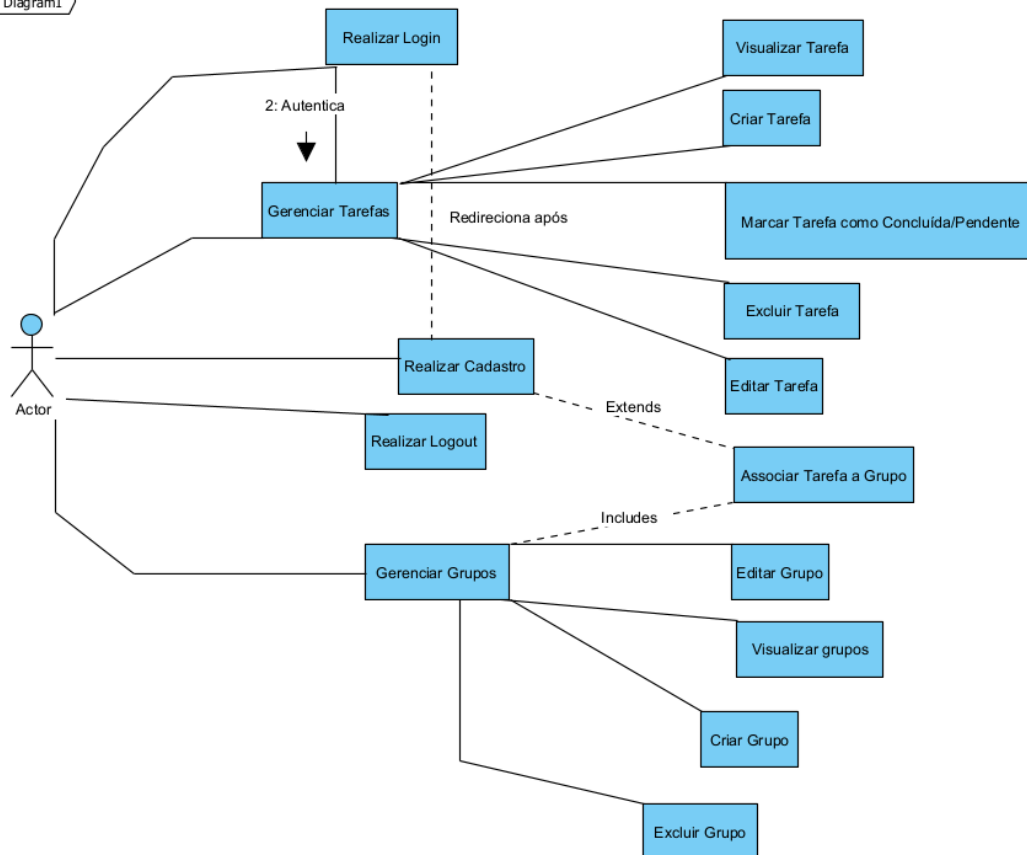 Diagram1
Realizar Login
Visualizar Tarefa
2: Autentica
Criar Tarefa
Gerenciar Tarefas
Redireciona após
Marcar Tarefa como Concluída/Pendente
Excluir Tarefa
Realizar Cadastro
Editar Tarefa
Actor
Extends
Realizar Logout
Associar Tarefa a Grupo
Includes
Gerenciar Grupos
Editar Grupo
Visualizar grupos
Criar Grupo
Excluir Grupo